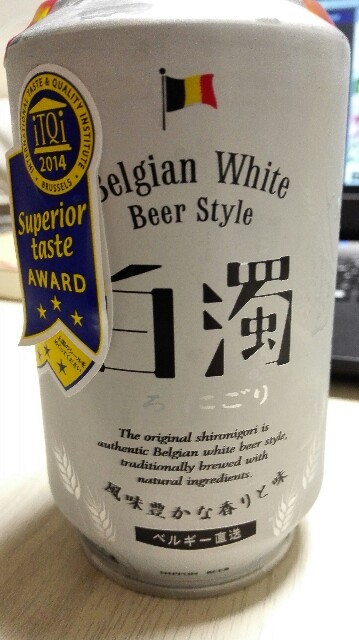 INTERNATIONAL TASTE & QUALITY INSTITUTE
iTQi
2014
• BRUSSELS •
Superior
taste
AWARD
Belgian White
Beer Style
白濁
ろ にごり
The original shironigori is
authentic Belgian white beer style,
traditionally brewed with
natural ingredients.
風味豊かな香りと味
ベルギー直送